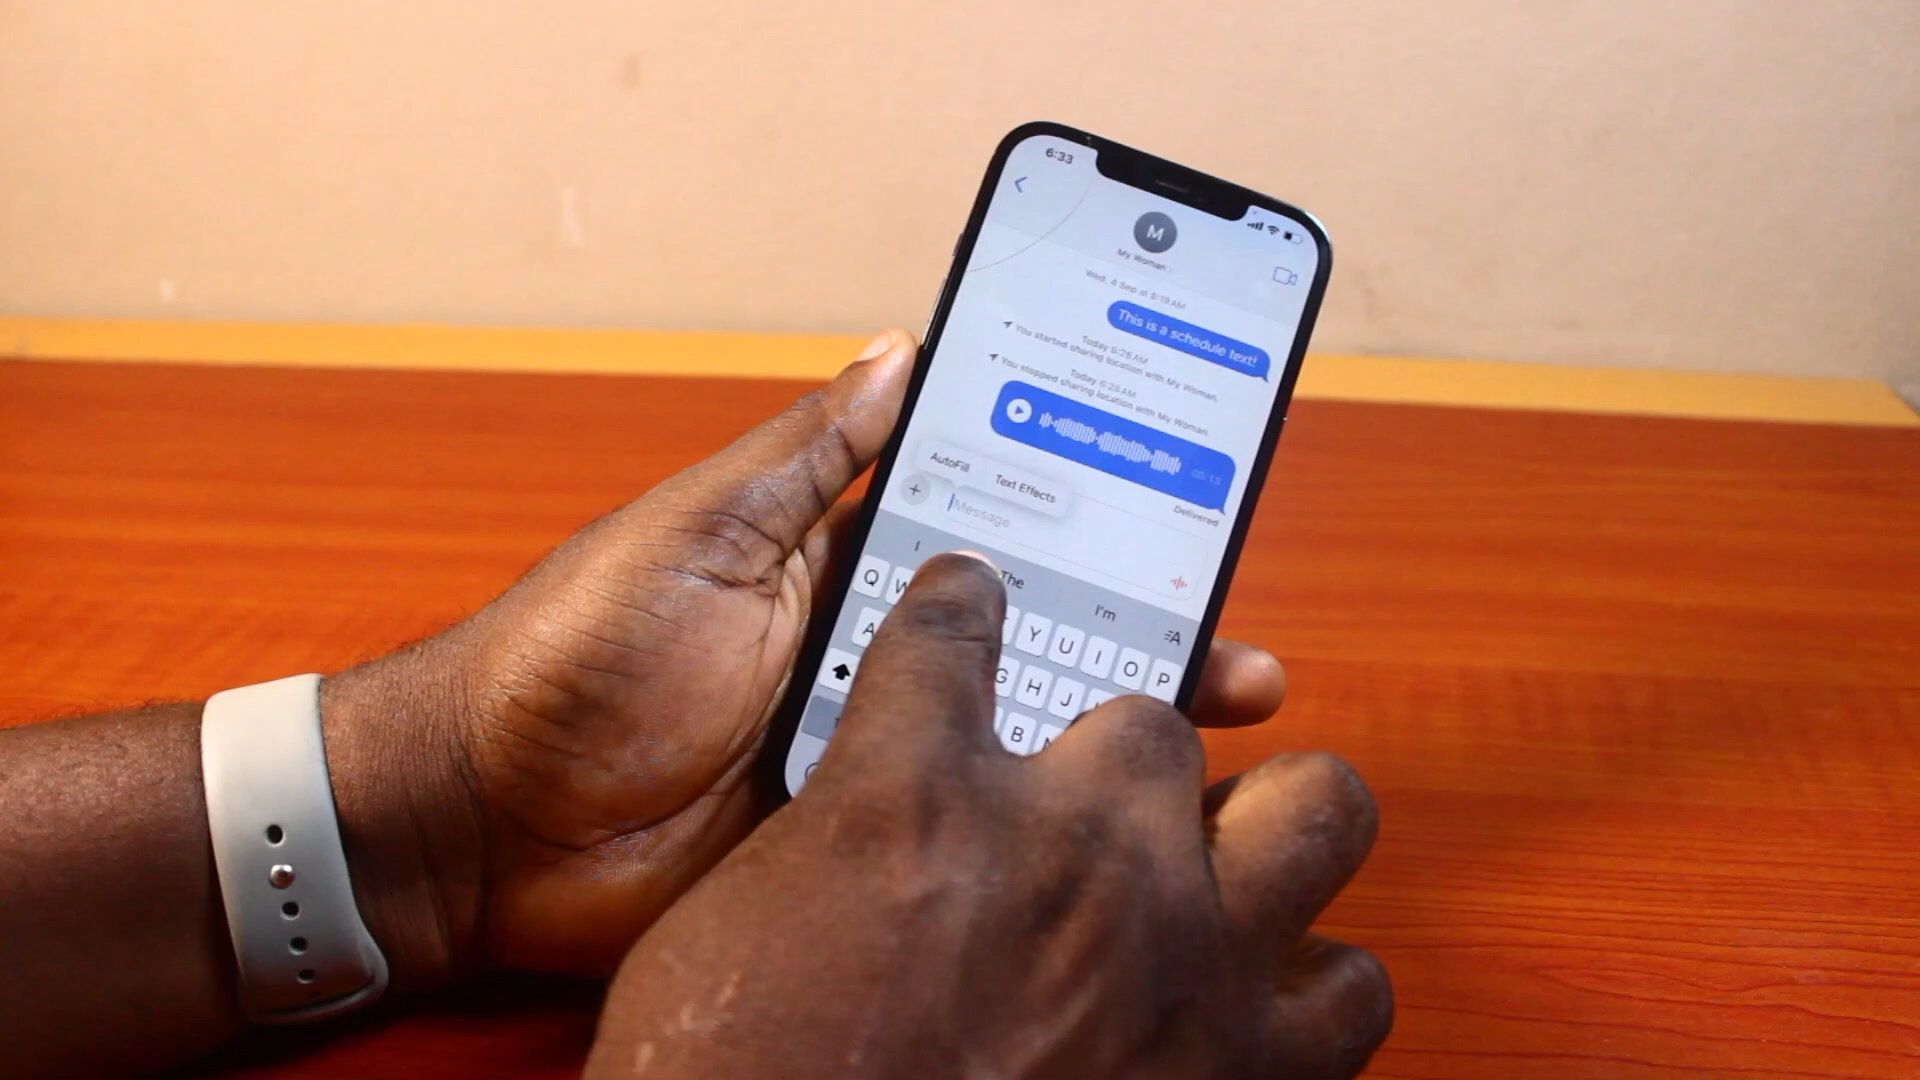 6:33
M
My Woman
Wed, 4 Sep at 8:19 AM
This is a schedule text!
Today 6:28 AM
You started sharing location with My Woman.
Today 6:28 AM
You stopped sharing location with My Woman.
00:13
Delivered
AutoFill Text Effects
Message
I The I'm
Q W Y U I O P
A G H J
B